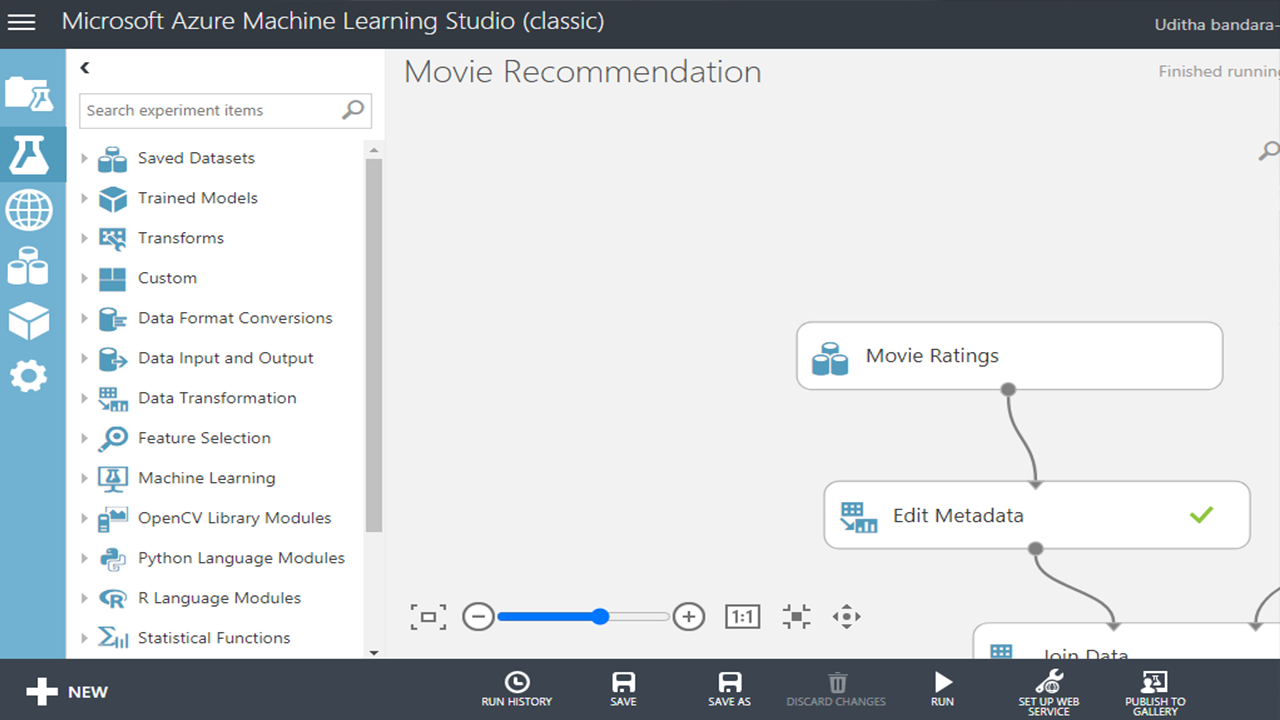 Microsoft Azure Machine Learning Studio (classic)
Uditha bandara-
Search experiment items
Saved Datasets
Trained Models
Transforms
Custom
Data Format Conversions
Data Input and Output
Data Transformation
Feature Selection
Machine Learning
OpenCV Library Modules
Python Language Modules
R Language Modules
Statistical Functions
Movie Recommendation
Finished running
Movie Ratings
Edit Metadata
Join Data
1:1
NEW
RUN HISTORY
SAVE
SAVE AS
DISCARD CHANGES
RUN
SET UP WEB
SERVICE
PUBLISH TO
GALLERY